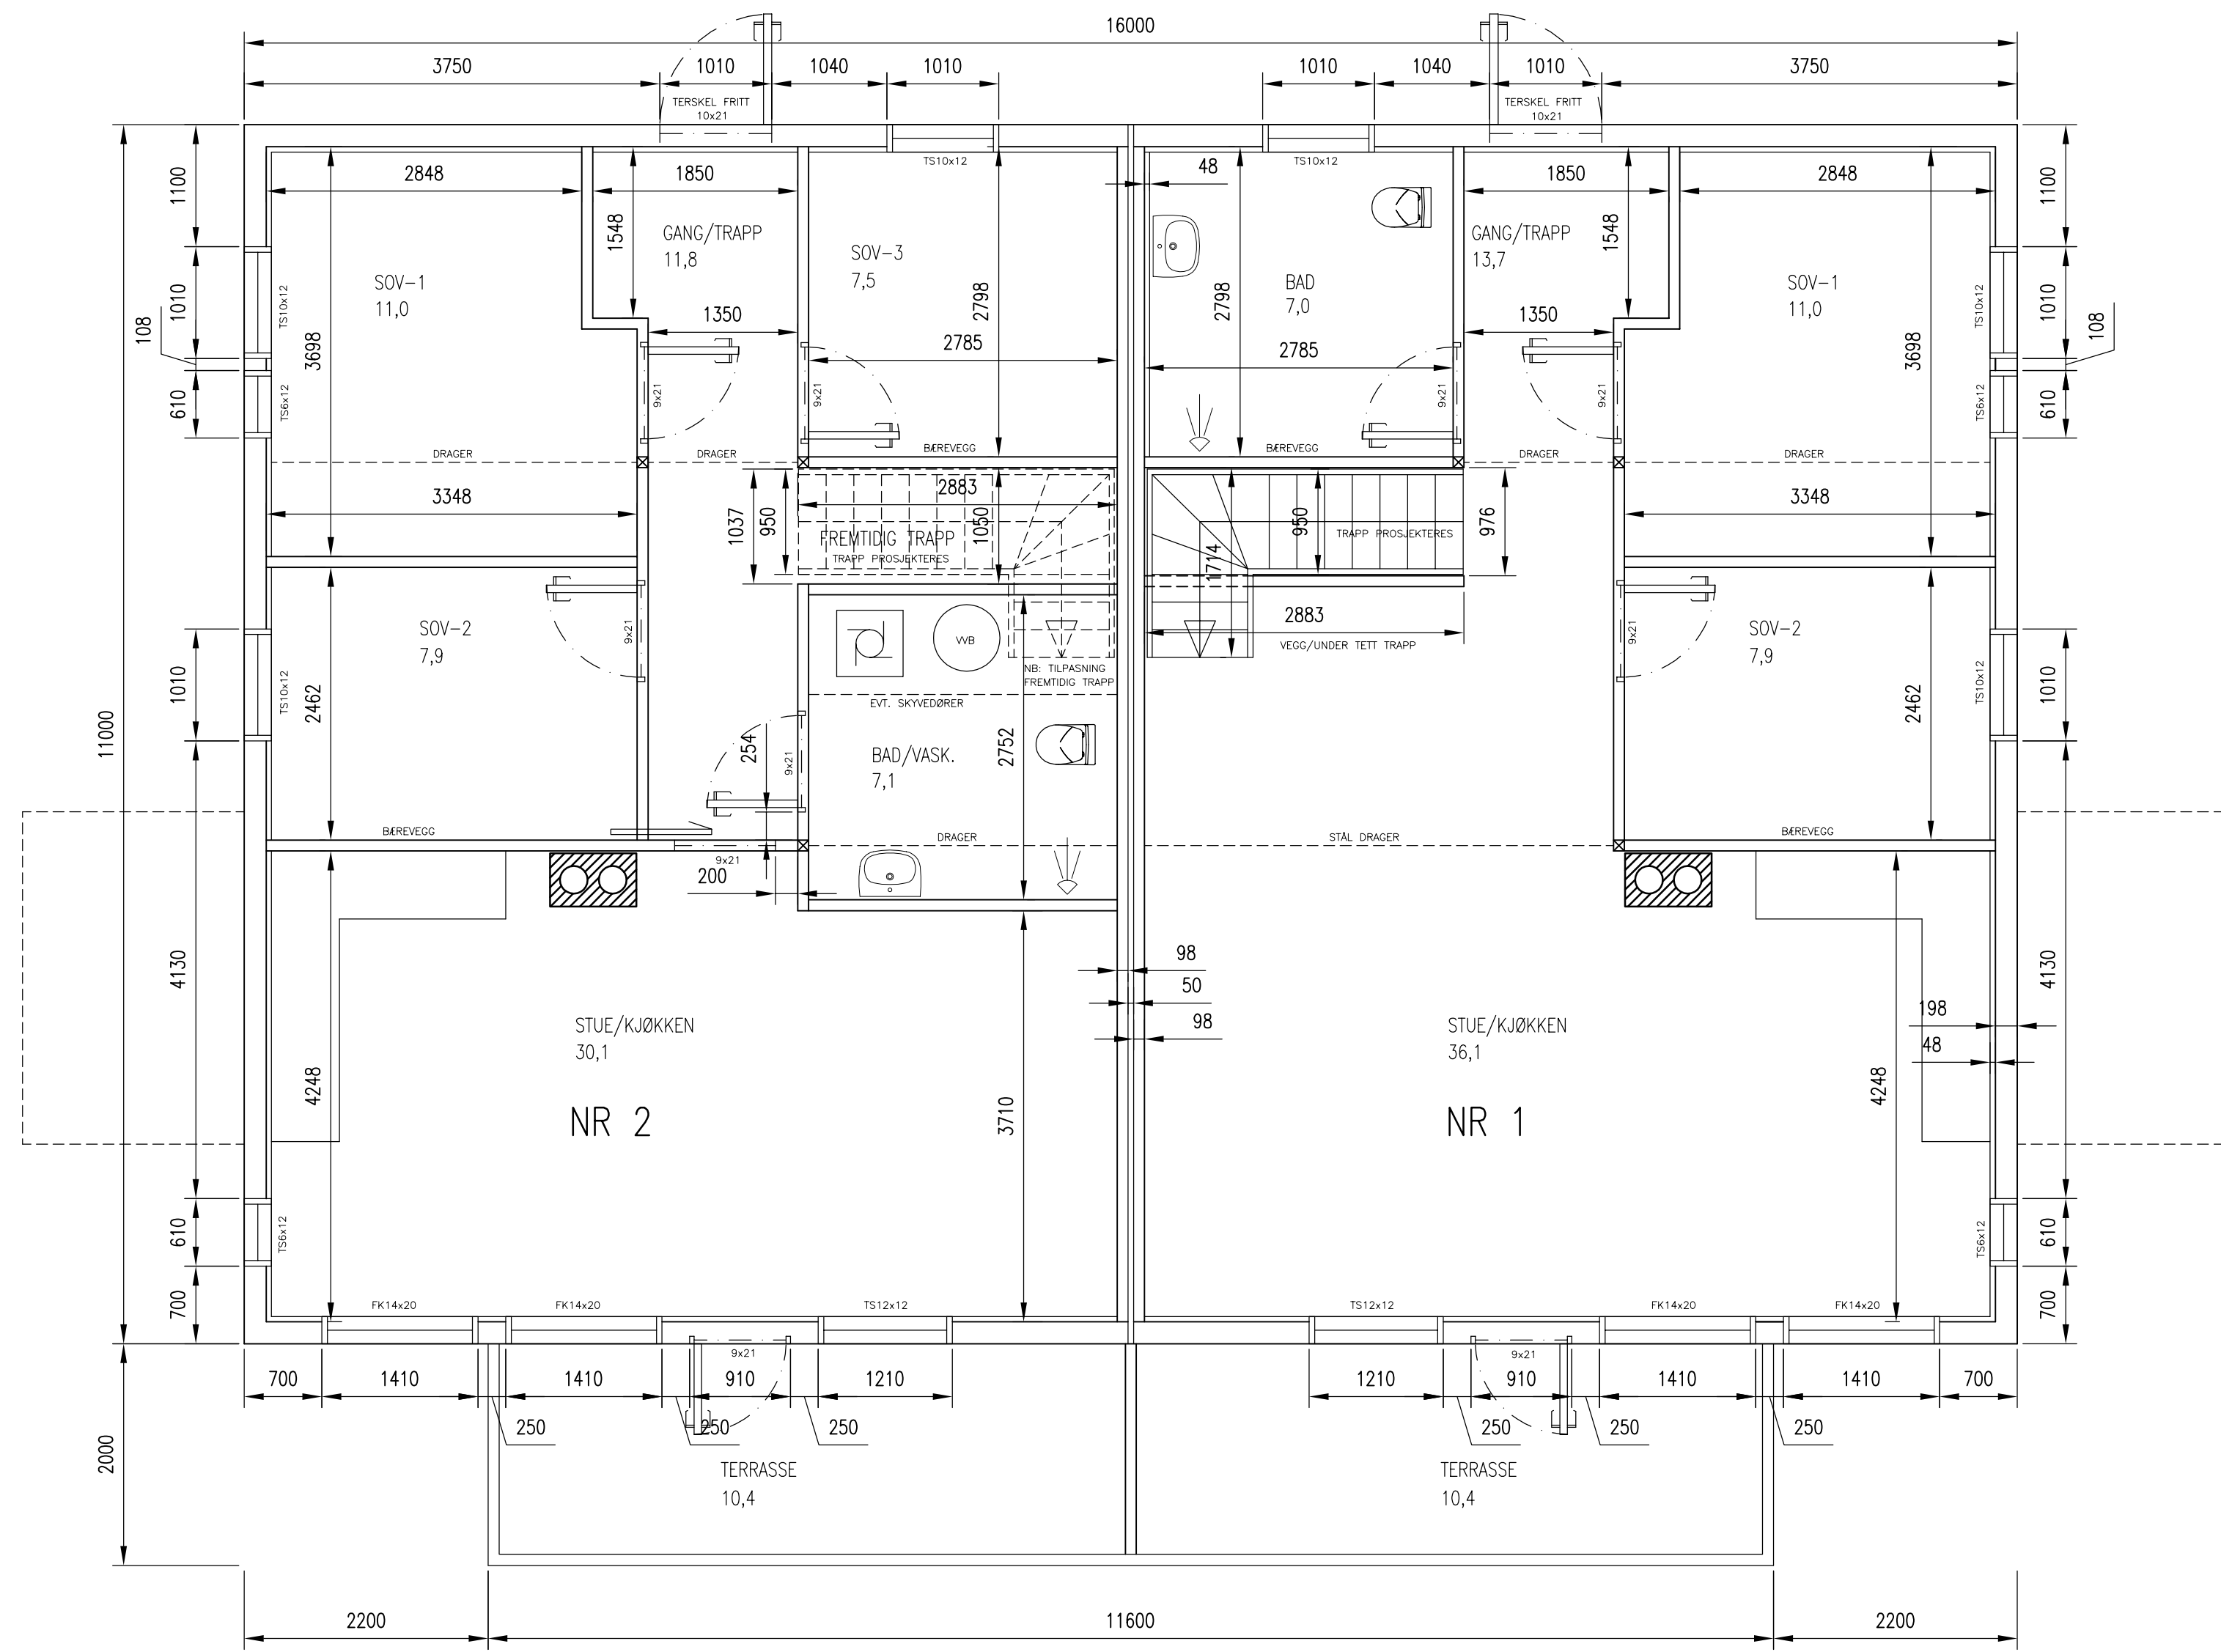 16000
3750
1010
1040
1010
1010
1040
1010
3750
TERSKEL FRITT
10x21
TERSKEL FRITT
10x21
TS10x12
TS10x12
48
2848
1850
1850
2848
1100
1548
GANG/TRAPP
11,8
SOV-3
7,5
2798
2798
BAD
7,0
GANG/TRAPP
13,7
1548
1100
SOV-1
11,0
SOV-1
11,0
1010
TS10x12
TS10x12
1010
108
108
3698
1350
2785
2785
1350
3698
610
TS6x12
9x21
9x21
9x21
9x21
TS6x12
610
DRAGER
DRAGER
BÆREVEGG
BÆREVEGG
DRAGER
DRAGER
3348
2883
3348
1037
950
1050
950
976
FREMTIDIG TRAPP
TRAPP PROSJEKTERES
TRAPP PROSJEKTERES
1714
2883
VEGG/UNDER TETT TRAPP
SOV-2
7,9
9x21
VVB
9x21
SOV-2
7,9
NB: TILPASNING
FREMTIDIG TRAPP
1010
TS10x12
2462
2462
TS10x12
1010
11000
EVT. SKYVEDØRER
254
9x21
BAD/VASK.
7,1
2752
BÆREVEGG
DRAGER
STÅL DRAGER
BÆREVEGG
9x21
200
4130
98
50
98
4130
198
48
STUE/KJØKKEN
30,1
STUE/KJØKKEN
36,1
4248
3710
4248
NR 2
NR 1
610
TS6x12
TS6x12
610
700
FK14x20
FK14x20
TS12x12
TS12x12
FK14x20
FK14x20
700
9x21
9x21
700
1410
1410
910
1210
1210
910
1410
1410
700
250
250
250
250
250
250
2000
TERRASSE
10,4
TERRASSE
10,4
2200
11600
2200